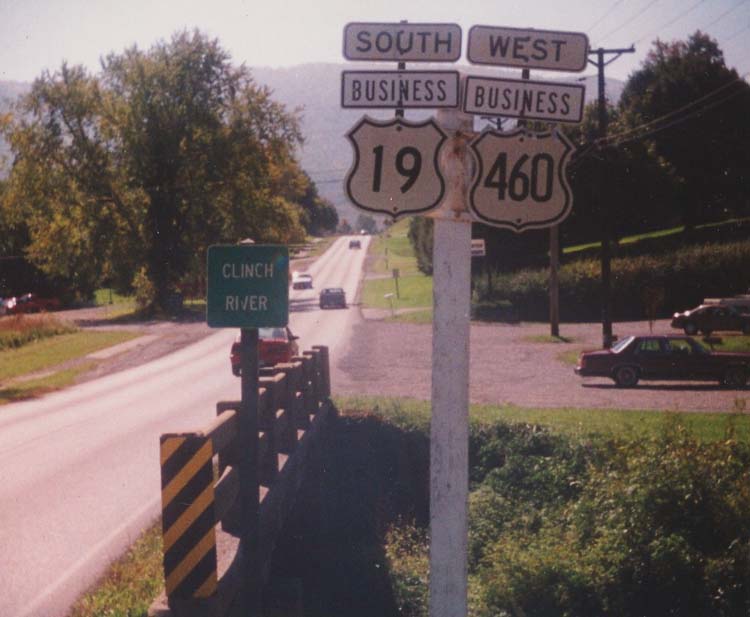 SOUTH
BUSINESS
19
WEST
BUSINESS
460
CLINCH
RIVER